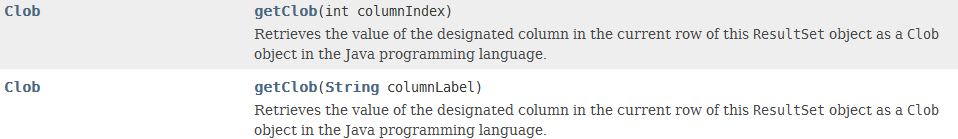 Clob getClob(int columnIndex)
Retrieves the value of the designated column in the current row of this ResultSet object as a Clob
object in the Java programming language.
Clob getClob(String columnLabel)
Retrieves the value of the designated column in the current row of this ResultSet object as a Clob
object in the Java programming language.